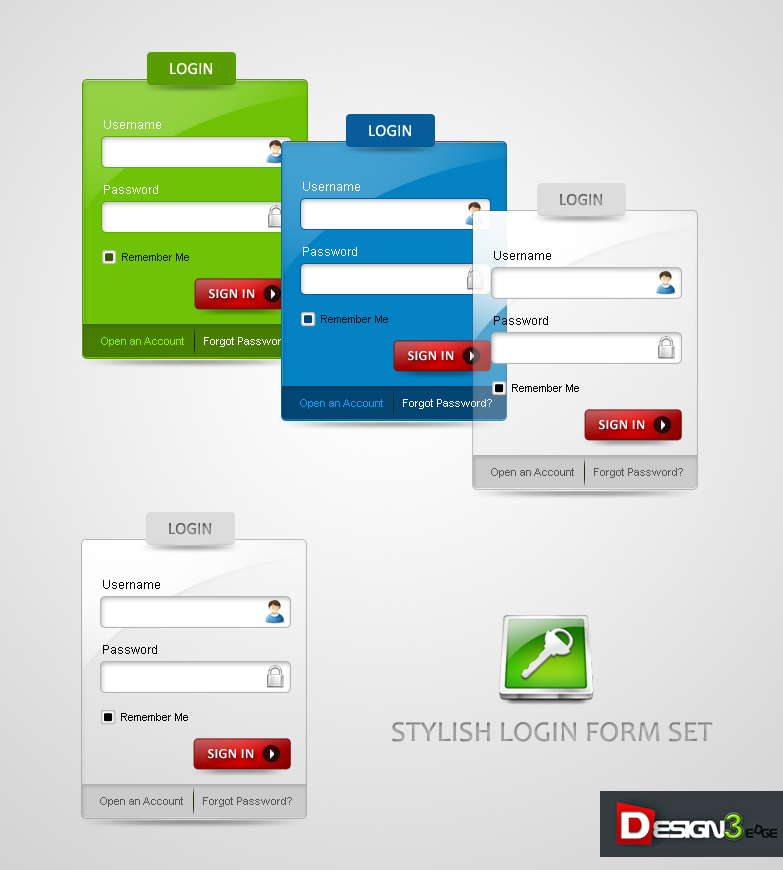 LOGIN
Username
Password
Remember Me
SIGN IN
Open an Account
Forgot Passwor
LOGIN
Username
Password
Remember Me
SIGN IN
Open an Account
Forgot Password?
LOGIN
Username
Password
Remember Me
SIGN IN
Open an Account
Forgot Password?
LOGIN
Username
Password
Remember Me
SIGN IN
Open an Account
Forgot Password?
STYLISH LOGIN FORM SET
DESIGN3EDGE